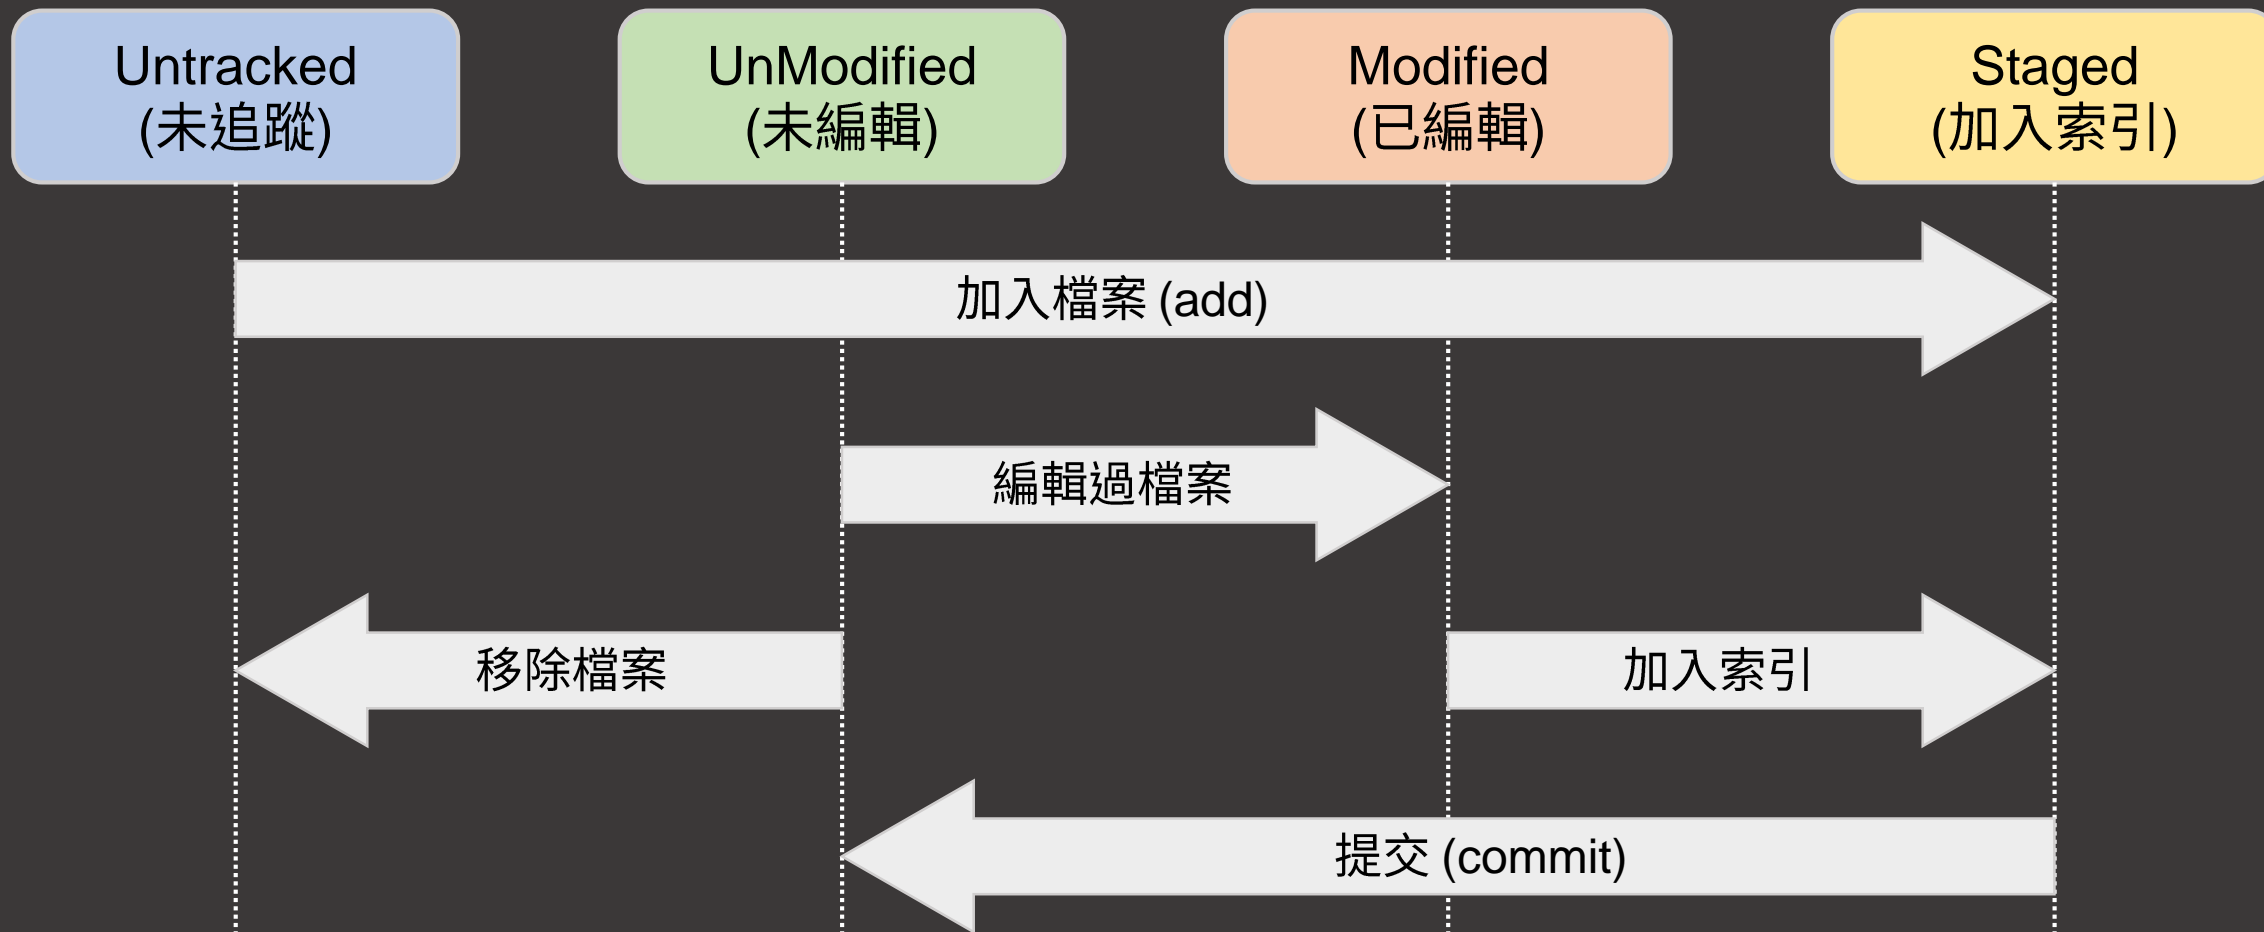 Untracked
(未追蹤)
UnModified
(未編輯)
Modified
(已編輯)
Staged
(加入索引)
加入檔案 (add)
編輯過檔案
移除檔案
加入索引
提交 (commit)